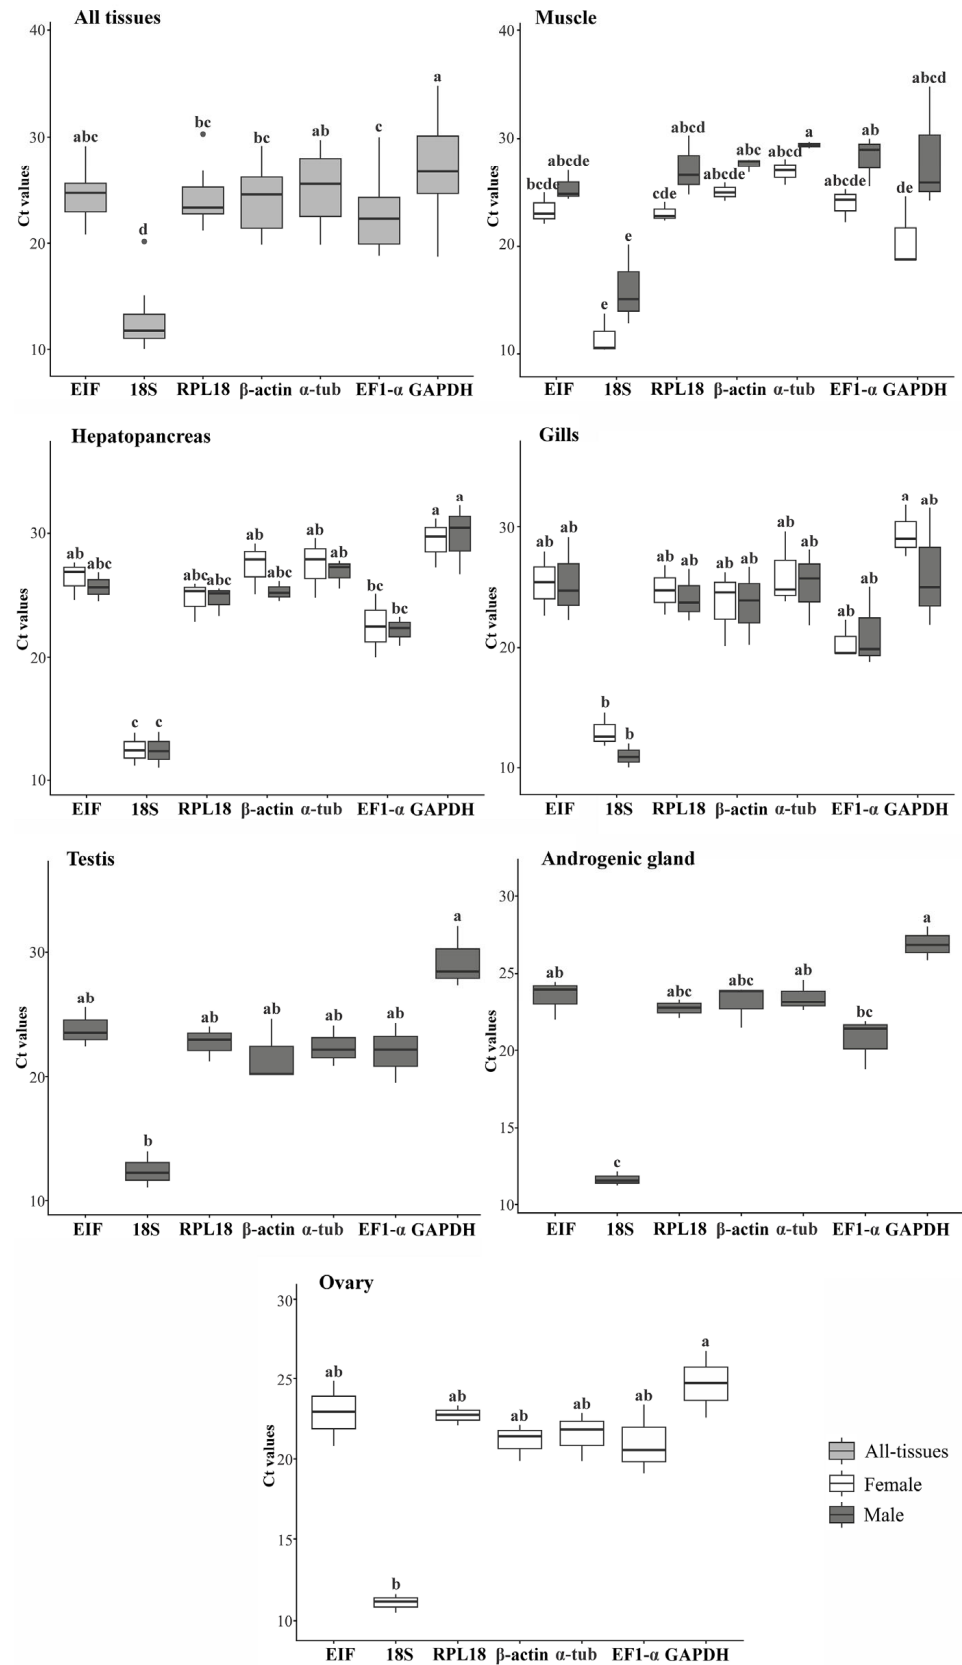 All tissues
Ct values
40
30
20
10
abc
d
bc
bc
ab
c
a
EIF 18S RPL18 β-actin α-tub EF1-α GAPDH
Muscle
Ct values
40
30
20
10
bcde abcde
e e
cde abcd
abcde abc
abcd a
abcde ab
de abcd
EIF 18S RPL18 β-actin α-tub EF1-α GAPDH
Hepatopancreas
Ct values
30
20
10
ab abc
c c
abc abc
ab abc
ab ab
bc bc
a a
EIF 18S RPL18 β-actin α-tub EF1-α GAPDH
Gills
Ct values
30
20
10
ab ab
b b
ab ab
ab ab
ab ab
ab ab
a ab
EIF 18S RPL18 β-actin α-tub EF1-α GAPDH
Testis
Ct values
30
20
10
ab
b
ab
ab
ab
ab
a
EIF 18S RPL18 β-actin α-tub EF1-α GAPDH
Androgenic gland
Ct values
30
25
20
15
10
ab
c
abc
abc
ab
bc
a
EIF 18S RPL18 β-actin α-tub EF1-α GAPDH
Ovary
Ct values
30
25
20
15
10
ab
b
ab
ab
ab
ab
a
EIF 18S RPL18 β-actin α-tub EF1-α GAPDH
All-tissues
Female
Male